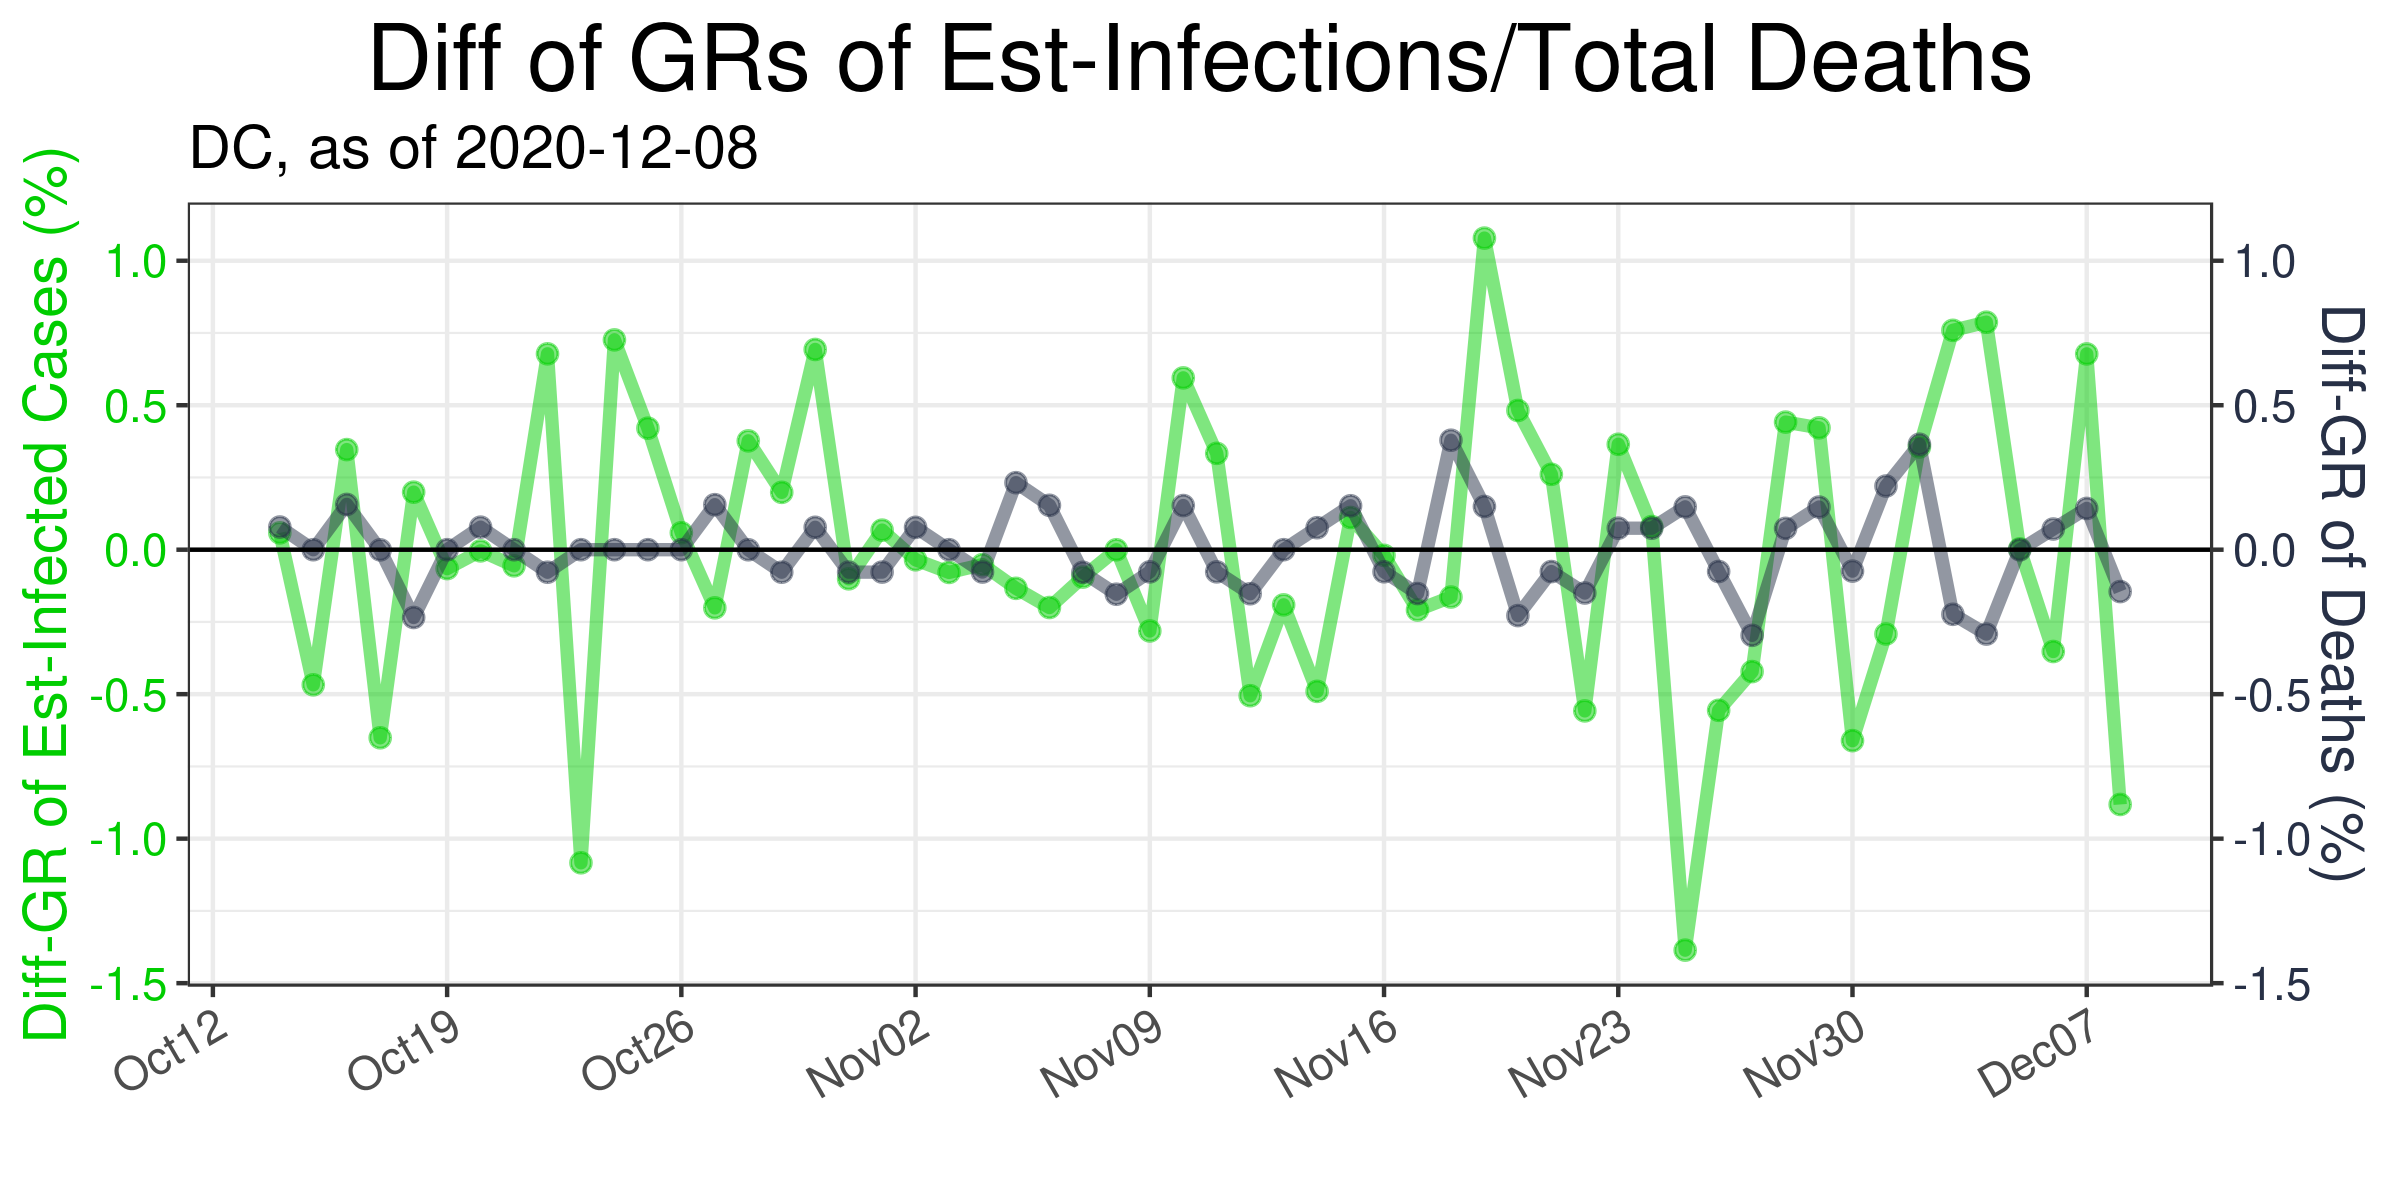 Diff of GRs of Est-Infections/Total Deaths
DC, as of 2020-12-08
Diff-GR of Est-Infected Cases (%)
1.0
0.5
0.0
-0.5
-1.0
-1.5
1.0
0.5
0.0
-0.5
-1.0
-1.5
Diff-GR of Deaths (%)
Oct12
Oct19
Oct26
Nov02
Nov09
Nov16
Nov23
Nov30
Dec07